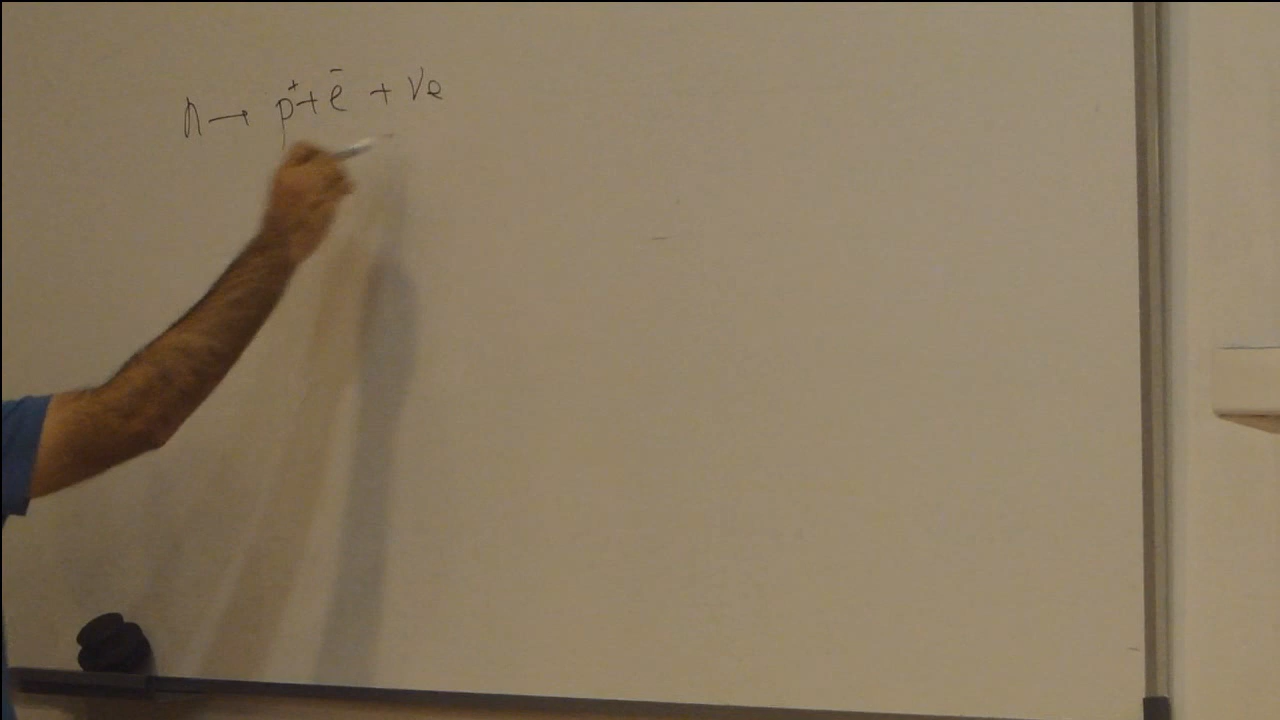 n → p⁺ + e⁻ + νe